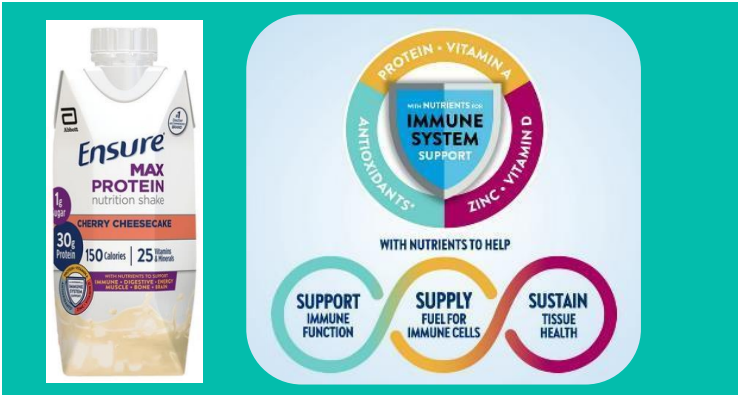 Abbott
Ensure®
MAX
PROTEIN
nutrition shake
1g
sugar
CHERRY CHEESECAKE
30g
Protein
150 Calories
25 Vitamins
& Minerals
WITH NUTRIENTS TO SUPPORT
IMMUNE • DIGESTIVE • ENERGY
MUSCLE • BONE • BRAIN
PROTEIN • VITAMIN A
ANTIOXIDANTS*
ZINC • VITAMIN D
WITH NUTRIENTS FOR
IMMUNE
SYSTEM
SUPPORT
WITH NUTRIENTS TO HELP
SUPPORT
IMMUNE
FUNCTION
SUPPLY
FUEL FOR
IMMUNE CELLS
SUSTAIN
TISSUE
HEALTH